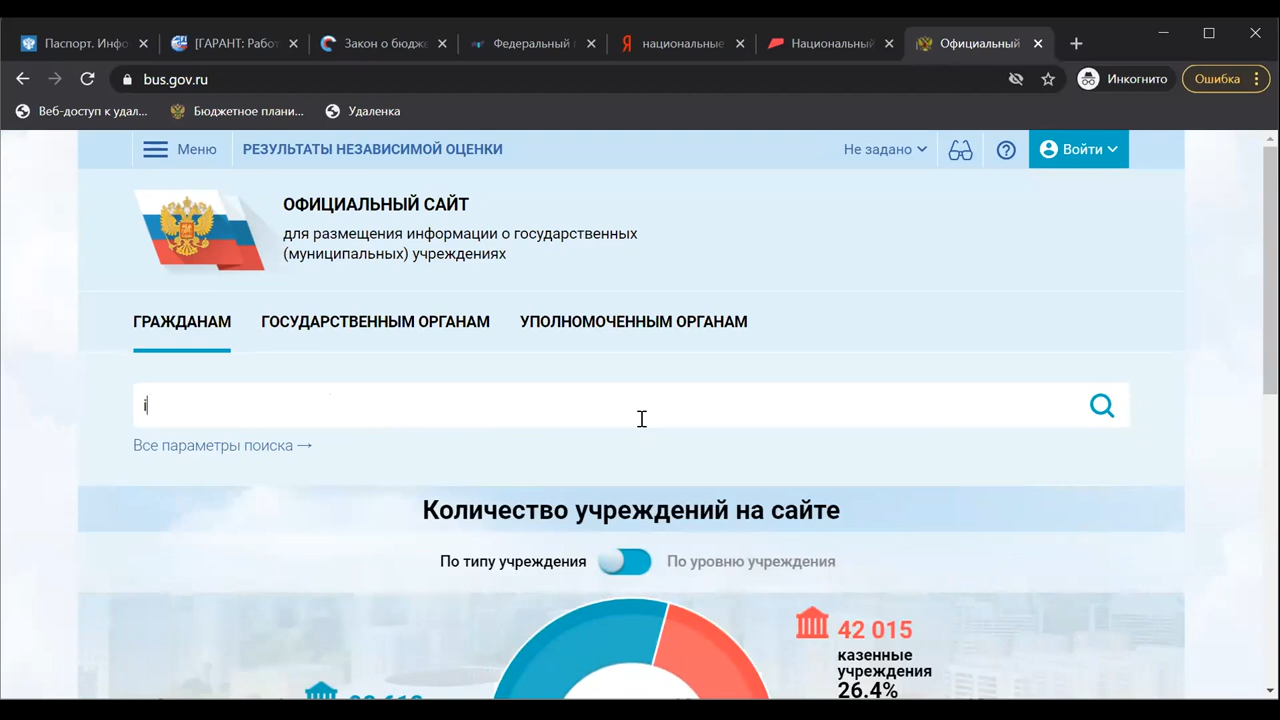 Паспорт. Инфо
[ГАРАНТ: Работ
Закон о бюдже
Федеральный п
национальные
Национальный
Официальный
bus.gov.ru
Инкогнито
Ошибка
Веб-доступ к удал...
Бюджетное плани...
Удаленка
Меню
РЕЗУЛЬТАТЫ НЕЗАВИСИМОЙ ОЦЕНКИ
Не задано
Войти
ОФИЦИАЛЬНЫЙ САЙТ
для размещения информации о государственных
(муниципальных) учреждениях
ГРАЖДАНАМ
ГОСУДАРСТВЕННЫМ ОРГАНАМ
УПОЛНОМОЧЕННЫМ ОРГАНАМ
i
Все параметры поиска →
Количество учреждений на сайте
По типу учреждения
По уровню учреждения
42 015
казенные
учреждения
26.4%